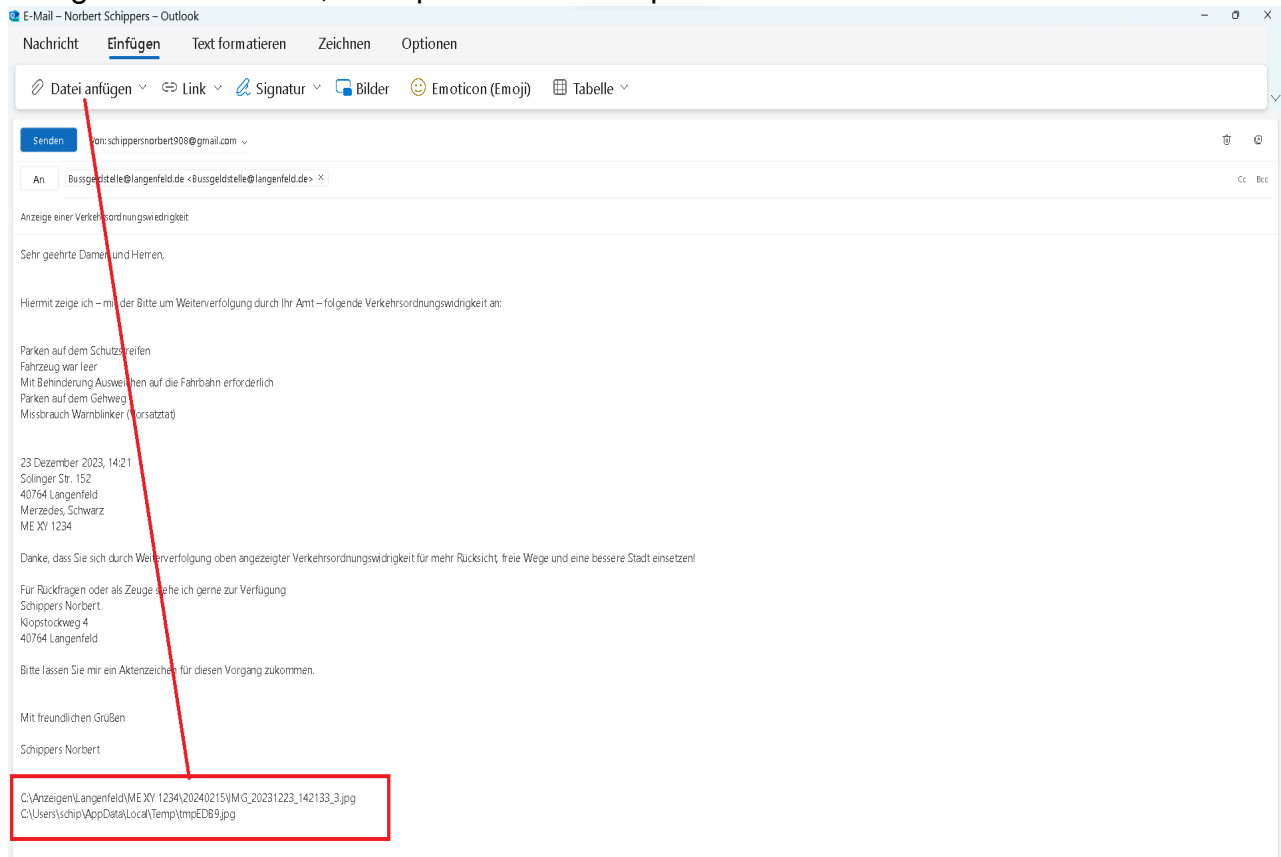 E-Mail – Norbert Schippers – Outlook
Nachricht Einfügen Text formatieren Zeichnen Optionen
Datei anfügen Link Signatur Bilder Emoticon (Emoji) Tabelle
Senden Von: schippersnorbert908@gmail.com
An Bussgeldstelle@langenfeld.de <Bussgeldstelle@langenfeld.de> Cc Bcc
Anzeige einer Verkehrsordnungswiedrigkeit
Sehr geehrte Damen und Herren,
Hiermit zeige ich – mit der Bitte um Weiterverfolgung durch Ihr Amt – folgende Verkehrsordnungswidrigkeit an:
Parken auf dem Schutzstreifen
Fahrzeug war leer
Mit Behinderung Ausweichen auf die Fahrbahn erforderlich
Parken auf dem Gehweg
Missbrauch Warnblinker (Vorsatztat)
23 Dezember 2023, 14:21
Solinger Str. 152
40764 Langenfeld
Merzedes, Schwarz
ME XY 1234
Danke, dass Sie sich durch Weiterverfolgung oben angezeigter Verkehrsordnungswidrigkeit für mehr Rücksicht, freie Wege und eine bessere Stadt einsetzen!
Für Rückfragen oder als Zeuge stehe ich gerne zur Verfügung
Schippers Norbert
Klopstockweg 4
40764 Langenfeld
Bitte lassen Sie mir ein Aktenzeichen für diesen Vorgang zukommen.
Mit freundlichen Grüßen
Schippers Norbert
C:\Anzeigen\Langenfeld\ME XY 1234\20240215\IMG_20231223_142133_3.jpg
C:\Users\schip\AppData\Local\Temp\tmpEDB9.jpg